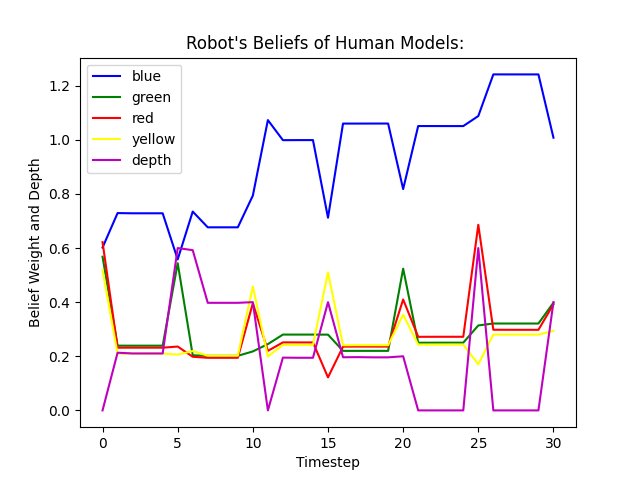 Robot's Beliefs of Human Models:
blue
green
red
yellow
depth
Belief Weight and Depth
1.2
1.0
0.8
0.6
0.4
0.2
0.0
0 5 10 15 20 25 30
Timestep